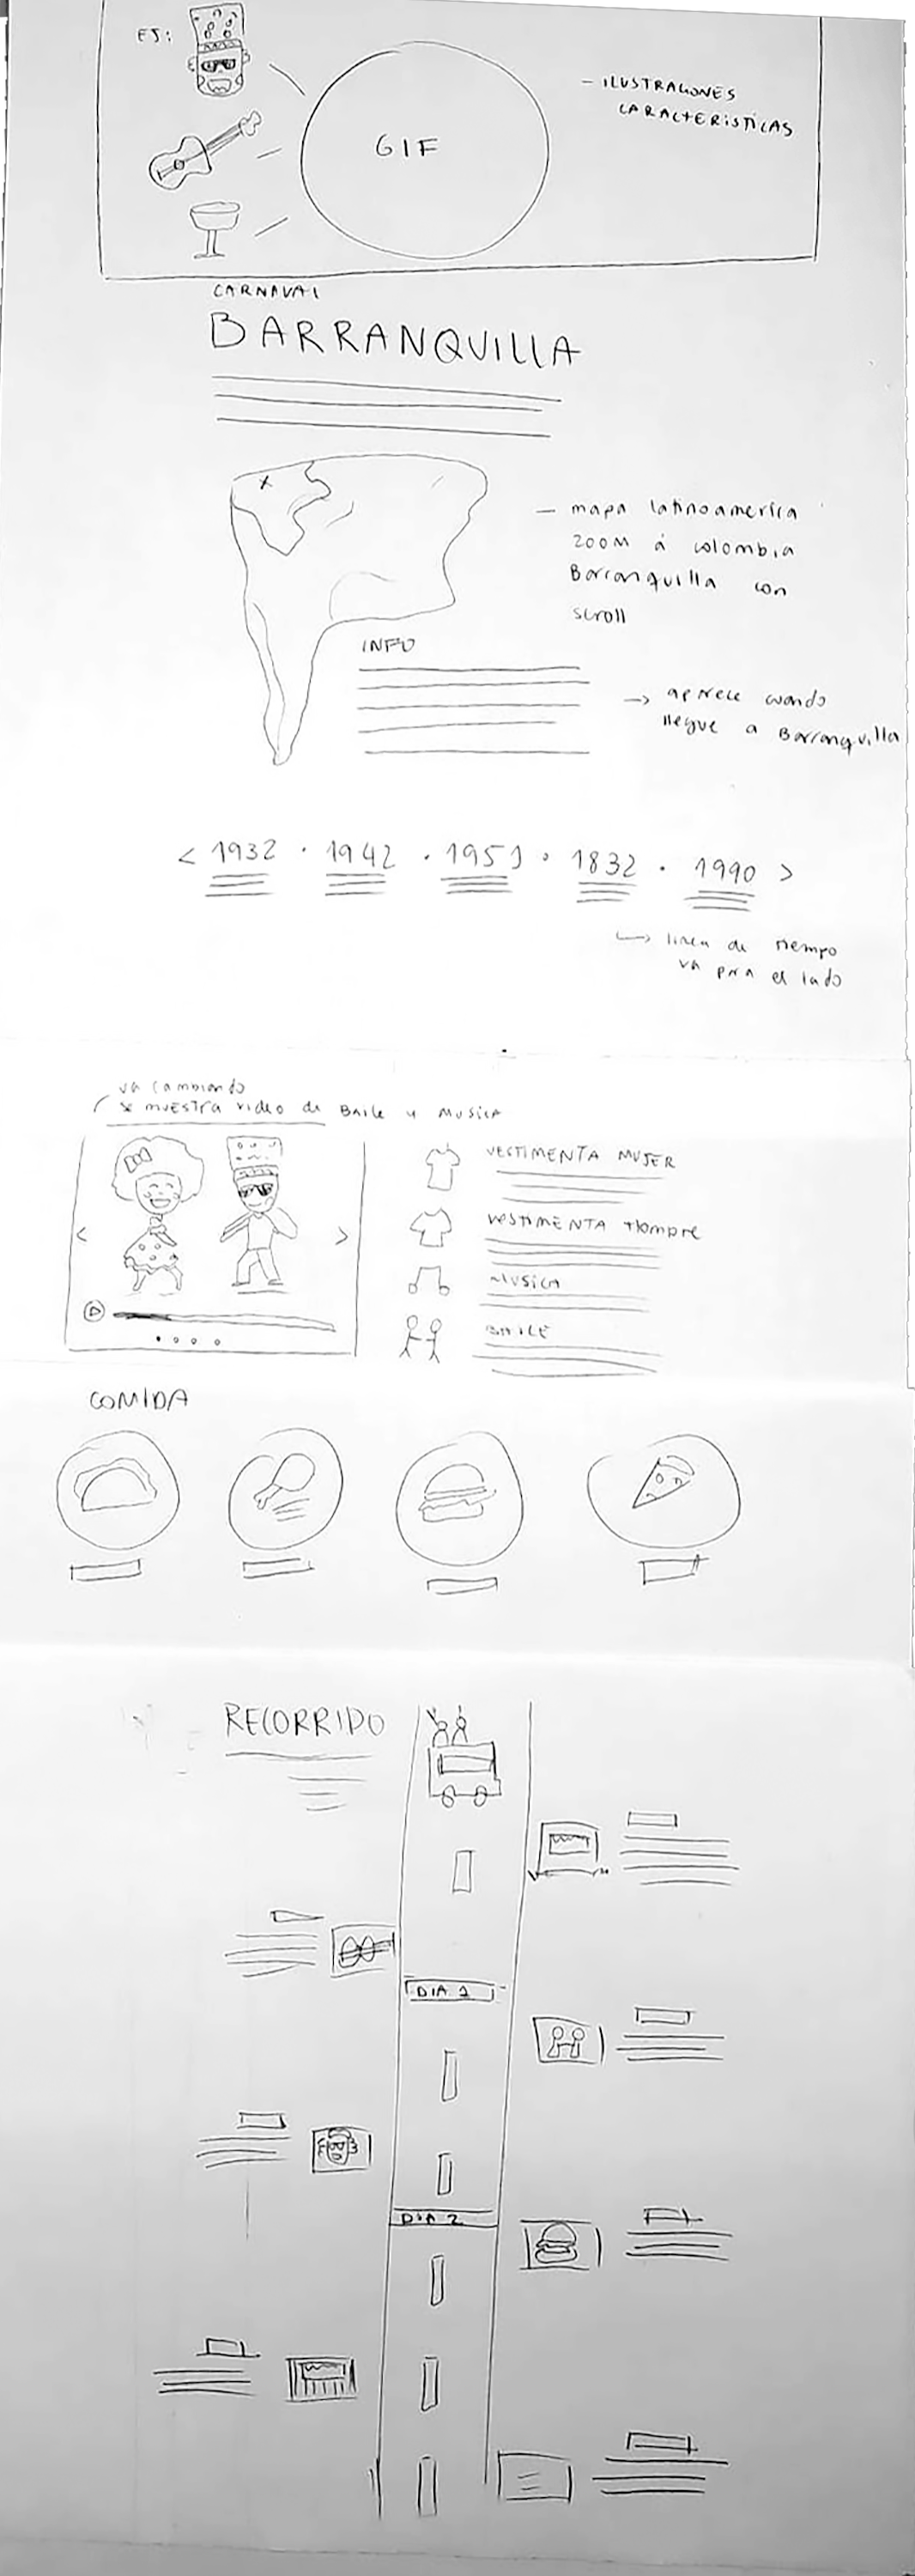 EJ:
GIF
- ILUSTRACIONES
CARACTERISTICAS
CARNAVAL
BARRANQUILLA
x
- mapa latinoamerica
zoom a colombia
Barranquilla con
scroll
INFO
→ aparece cuando
llegue a Barranquilla
< 1932 · 1942 · 1951 · 1832 · 1990 >
↳ linea de tiempo
va para el lado
va cambiando
se muestra video de BAILE y MUSICA
VESTIMENTA MUJER
VESTIMENTA Hombre
MUSICA
BAILE
COMIDA
RECORRIDO
DIA 1
DIA 2